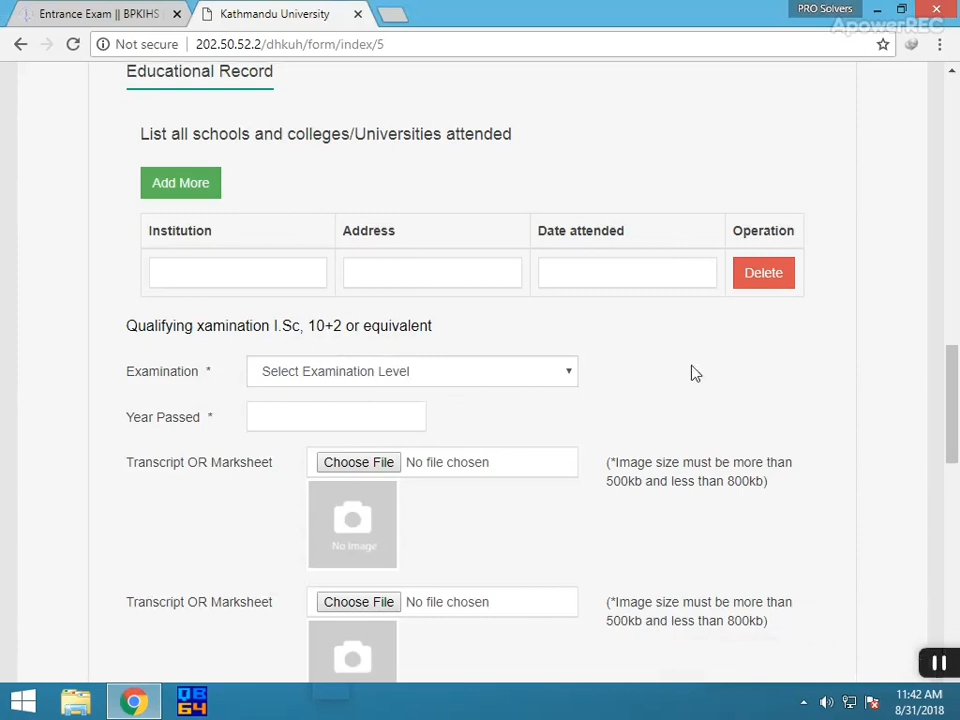 Entrance Exam || BPKIHS
Kathmandu University
PRO Solvers
ApowerREC
Not secure
202.50.52.2/dhkuh/form/index/5
Educational Record
List all schools and colleges/Universities attended
Add More
Institution Address Date attended Operation
Delete
Qualifying xamination I.Sc, 10+2 or equivalent
Examination * Select Examination Level
Year Passed *
Transcript OR Marksheet Choose File No file chosen (*Image size must be more than
500kb and less than 800kb)
No Image
Transcript OR Marksheet Choose File No file chosen (*Image size must be more than
500kb and less than 800kb)
QB
64
11:42 AM
8/31/2018